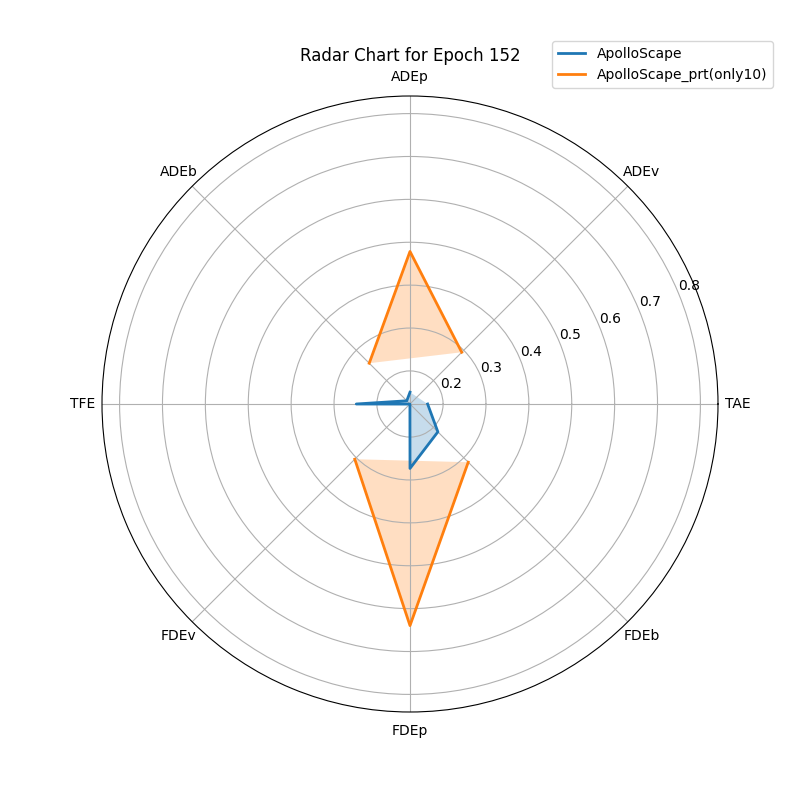 Radar Chart for Epoch 152
ApolloScape
ApolloScape_prt(only10)
ADEp
ADEb
ADEv
0.8
0.7
0.6
0.5
0.4
0.3
0.2
TFE
TAE
FDEv
FDEb
FDEp